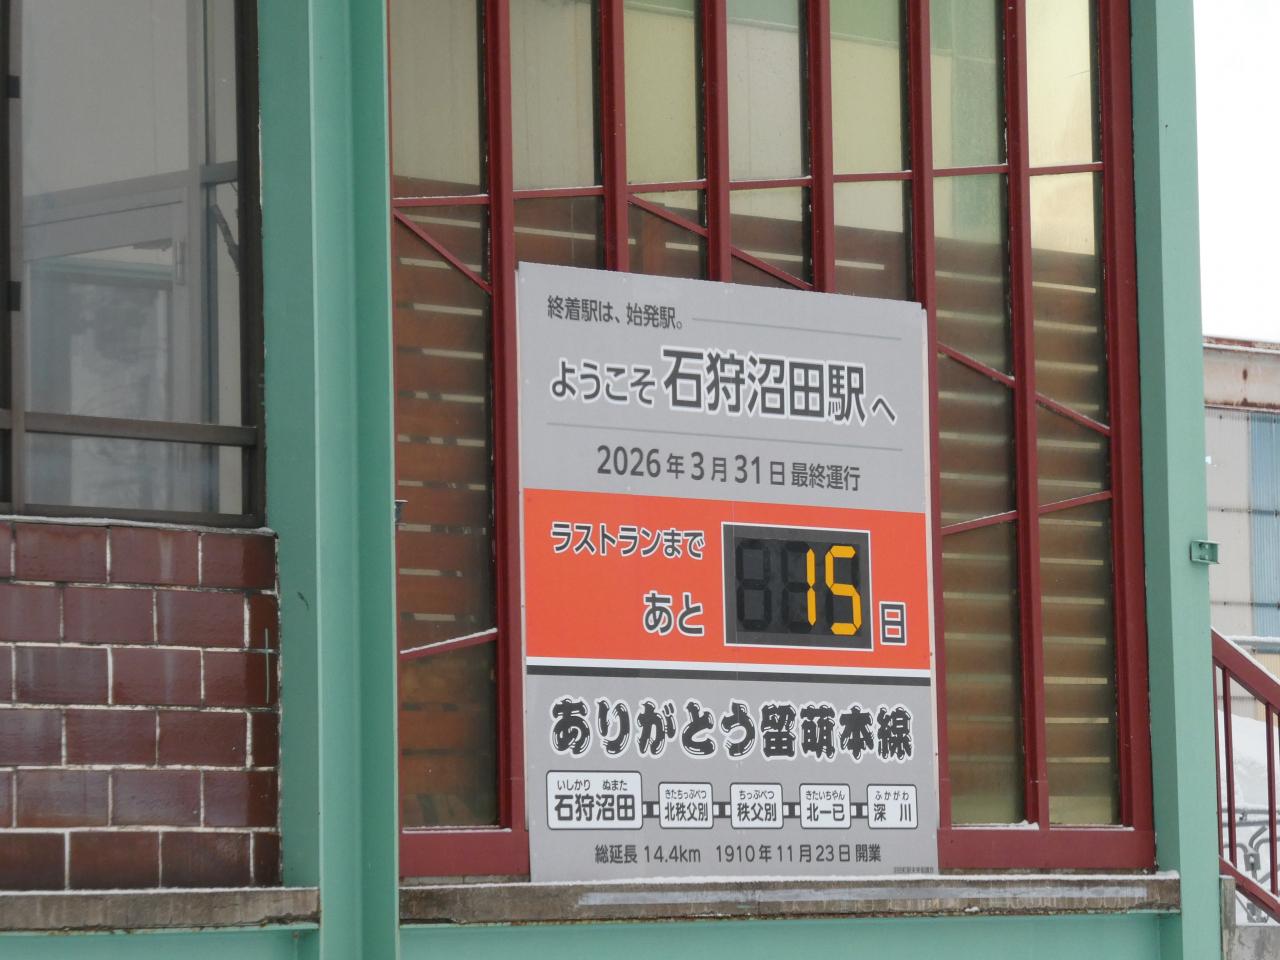 終着駅は、始発駅。
ようこそ石狩沼田駅へ
2026年3月31日最終運行
ラストランまで
あと 15 日
ありがとう留萌本線
いしかり ぬまた きたちっぷべつ ちっぷべつ きたいちやん ふかがわ
石狩沼田 北秩父別 秩父別 北一已 深川
総延長 14.4km 1910年11月23日開業